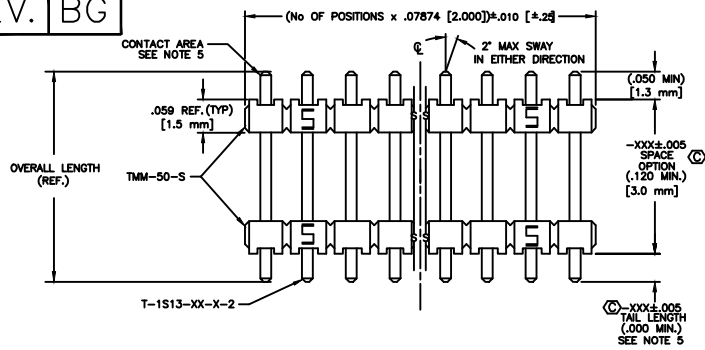 V. BG
(No OF POSITIONS x .07874 [2.000])±.010 [±.25]
CONTACT AREA
SEE NOTE 5
℄
2° MAX SWAY
IN EITHER DIRECTION
(.050 MIN)
[1.3 mm]
.059 REF.(TYP)
[1.5 mm]
S S
S S
-XXX±.005
SPACE
OPTION
(.120 MIN.)
[3.0 mm]
C
OVERALL LENGTH
(REF.)
TMM-50-S
S S
S S
T-1S13-XX-X-2
C -XXX±.005
TAIL LENGTH
(.000 MIN.)
SEE NOTE 5